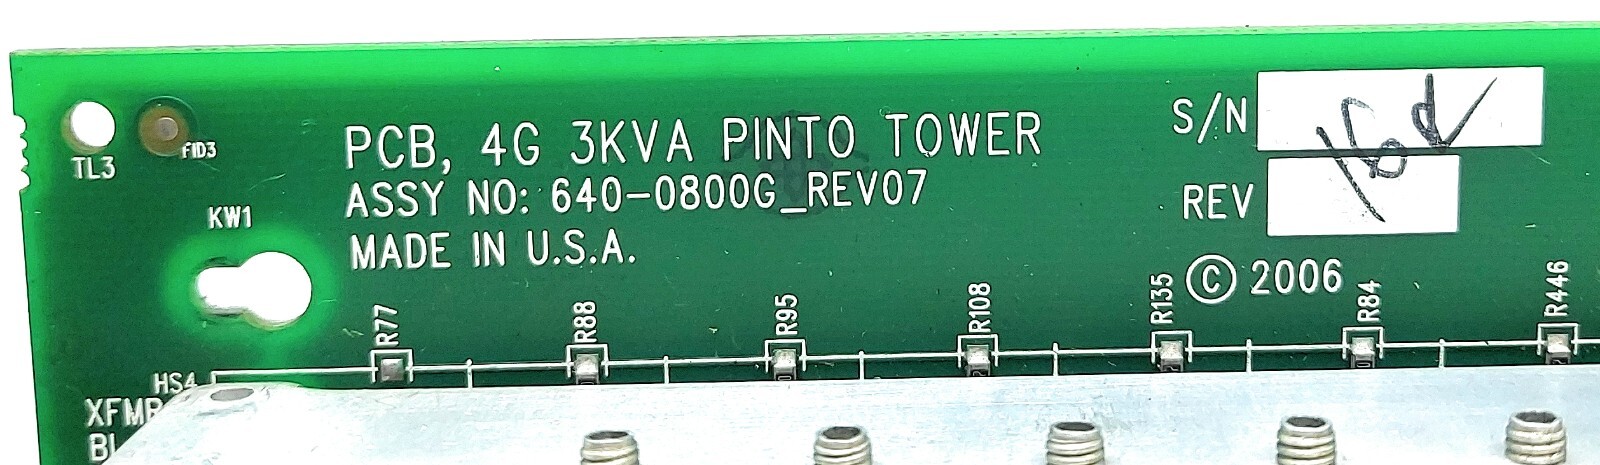 PCB, 4G 3KVA PINTO TOWER
ASSY NO: 640-0800G_REV07
MADE IN U.S.A.
S/N
REV
© 2006
TL3
FID3
KW1
R77
R88
R95
R108
R135
R84
R446
HS4
XFMR